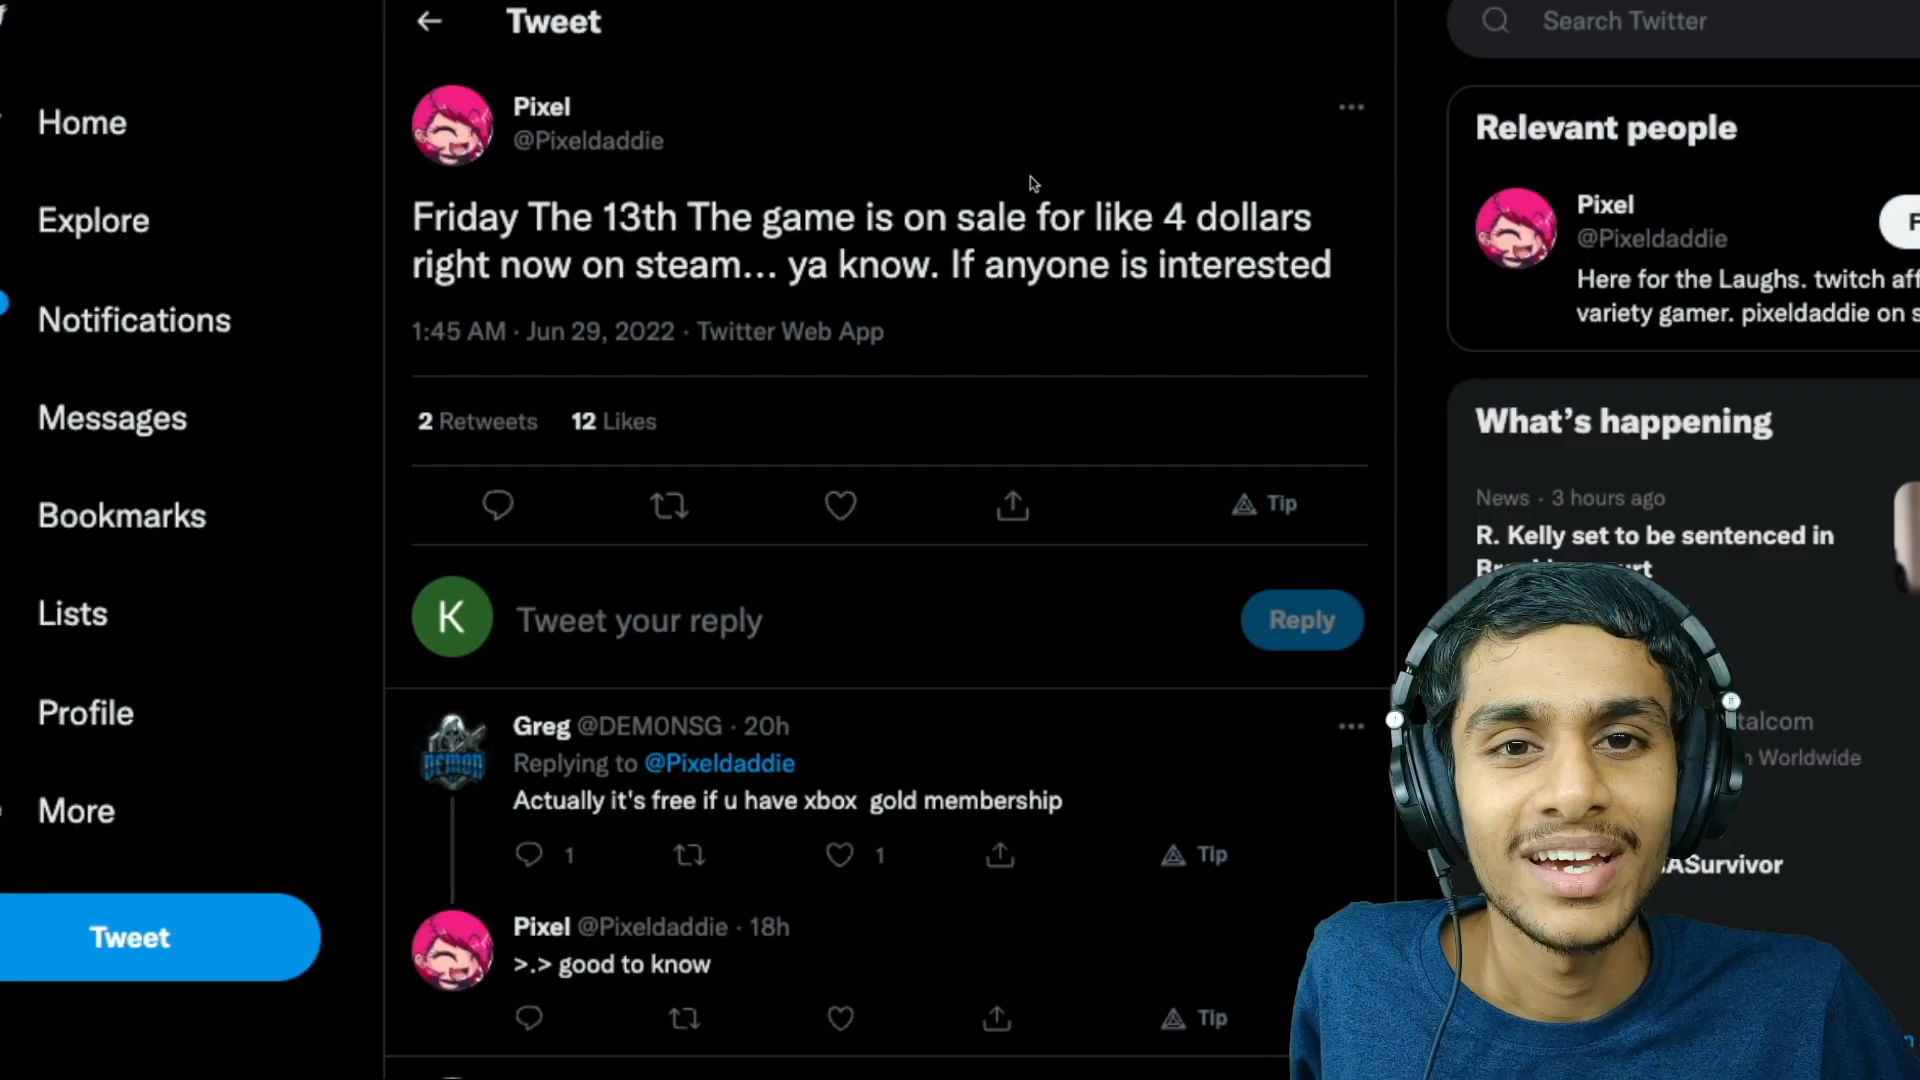 Tweet
Search Twitter
Home
Explore
Notifications
Messages
Bookmarks
Lists
Profile
More
Tweet
Pixel
@Pixeldaddie
Friday The 13th The game is on sale for like 4 dollars
right now on steam... ya know. If anyone is interested
1:45 AM · Jun 29, 2022 · Twitter Web App
2 Retweets 12 Likes
Tip
K
Tweet your reply
Reply
Greg @DEM0NSG · 20h
Replying to @Pixeldaddie
Actually it's free if u have xbox gold membership
1
1
Tip
DEMON
Pixel @Pixeldaddie · 18h
>.> good to know
Tip
Relevant people
Pixel
@Pixeldaddie
F
Here for the Laughs. twitch aff
variety gamer. pixeldaddie on s
What's happening
News · 3 hours ago
R. Kelly set to be sentenced in
talcom
Worldwide
ASurvivor